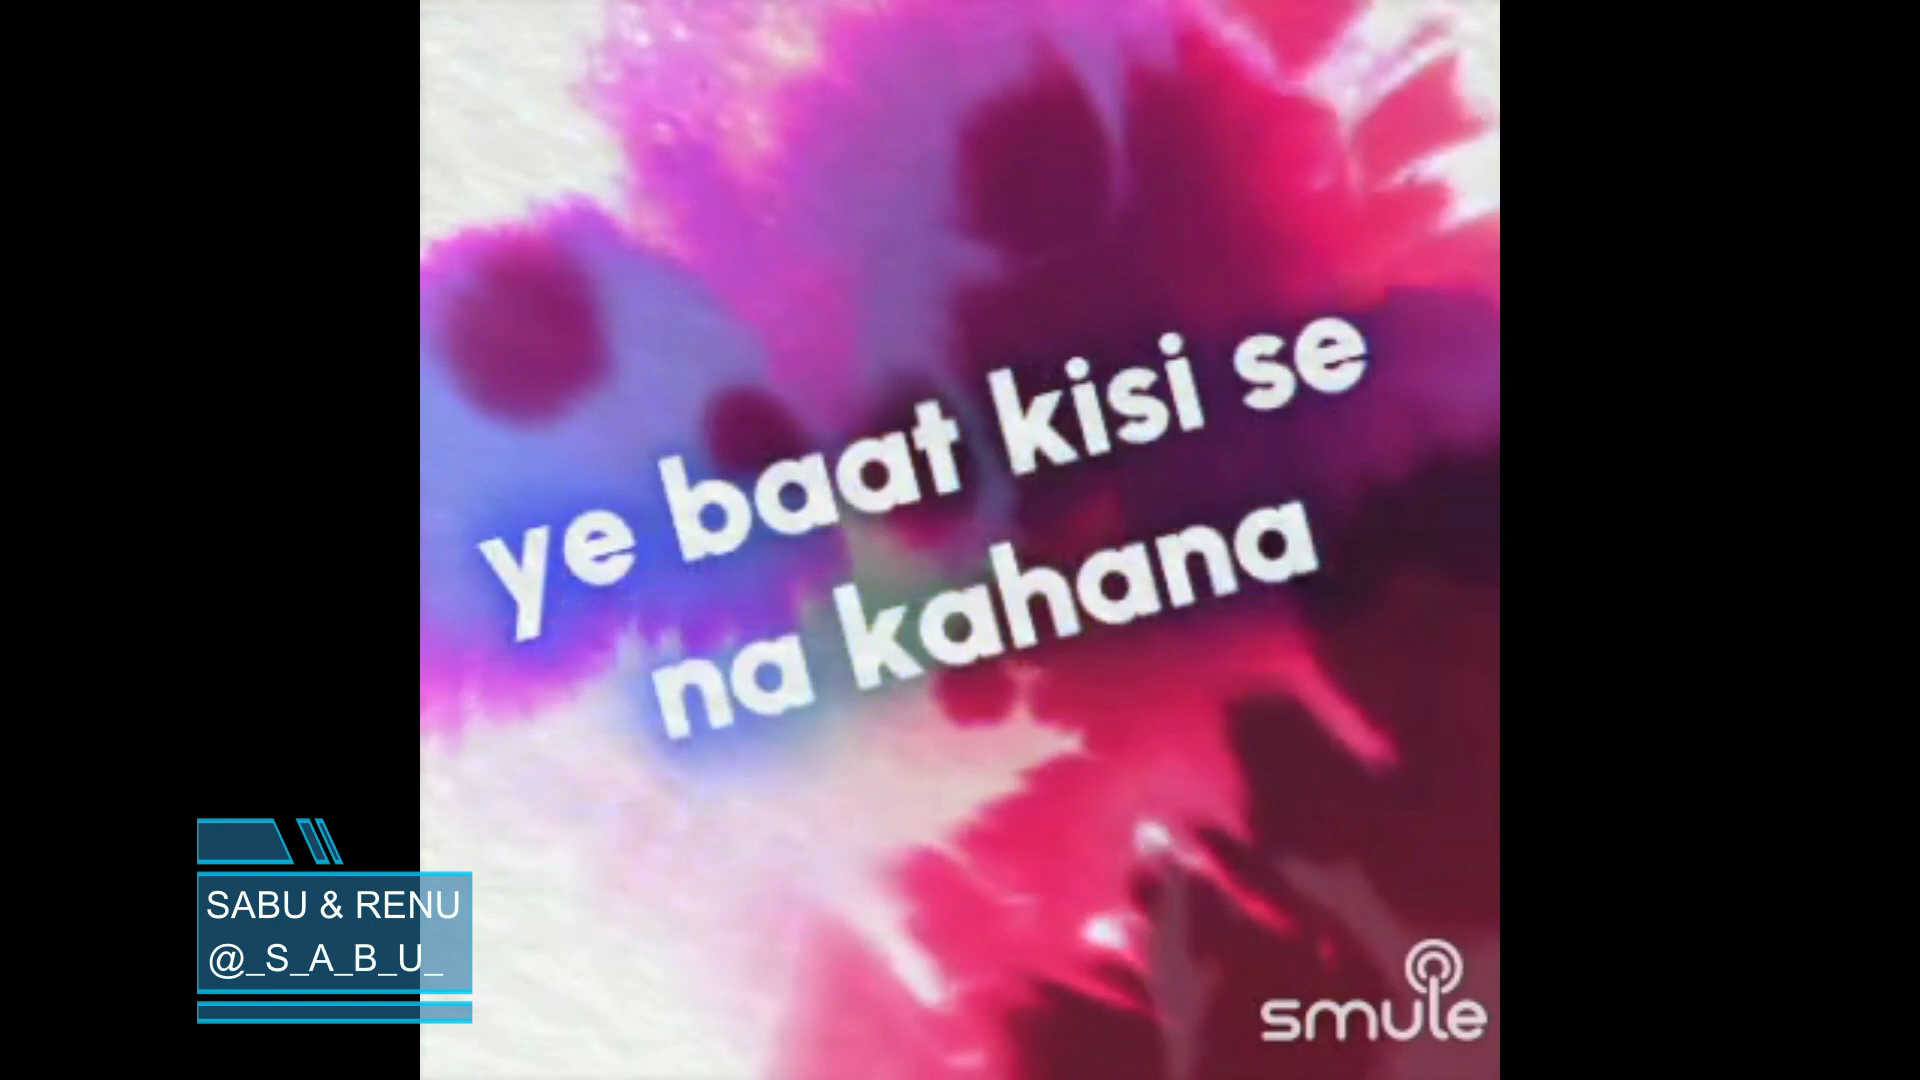 ye baat kisi se
na kahana
SABU & RENU
@_S_A_B_U_
smule